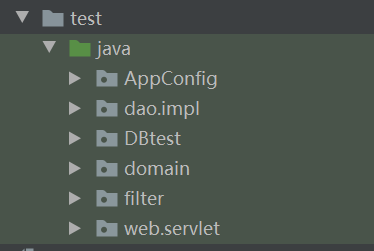 test
java
AppConfig
dao.impl
DBtest
domain
filter
web.servlet